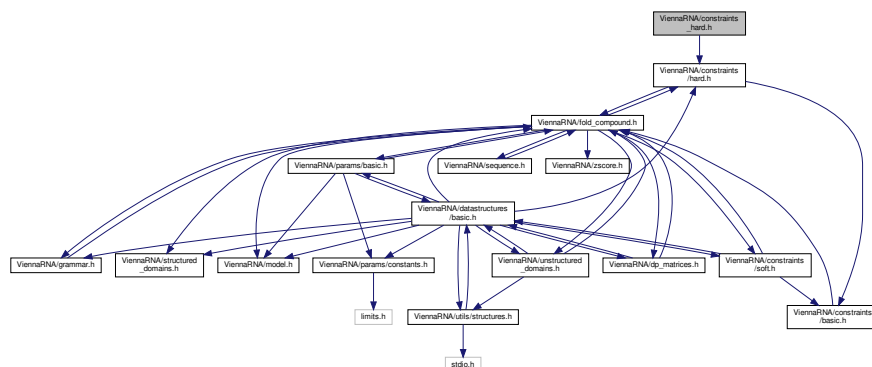 ViennaRNA/constraints
_hard.h
ViennaRNA/constraints
/hard.h
ViennaRNA/fold_compound.h
ViennaRNA/params/basic.h
ViennaRNA/sequence.h
ViennaRNA/zscore.h
ViennaRNA/datastructures
/basic.h
ViennaRNA/grammar.h
ViennaRNA/structured
_domains.h
ViennaRNA/model.h
ViennaRNA/params/constants.h
ViennaRNA/unstructured
_domains.h
ViennaRNA/dp_matrices.h
ViennaRNA/constraints
/soft.h
limits.h
ViennaRNA/utils/structures.h
ViennaRNA/constraints
/basic.h
stdio.h